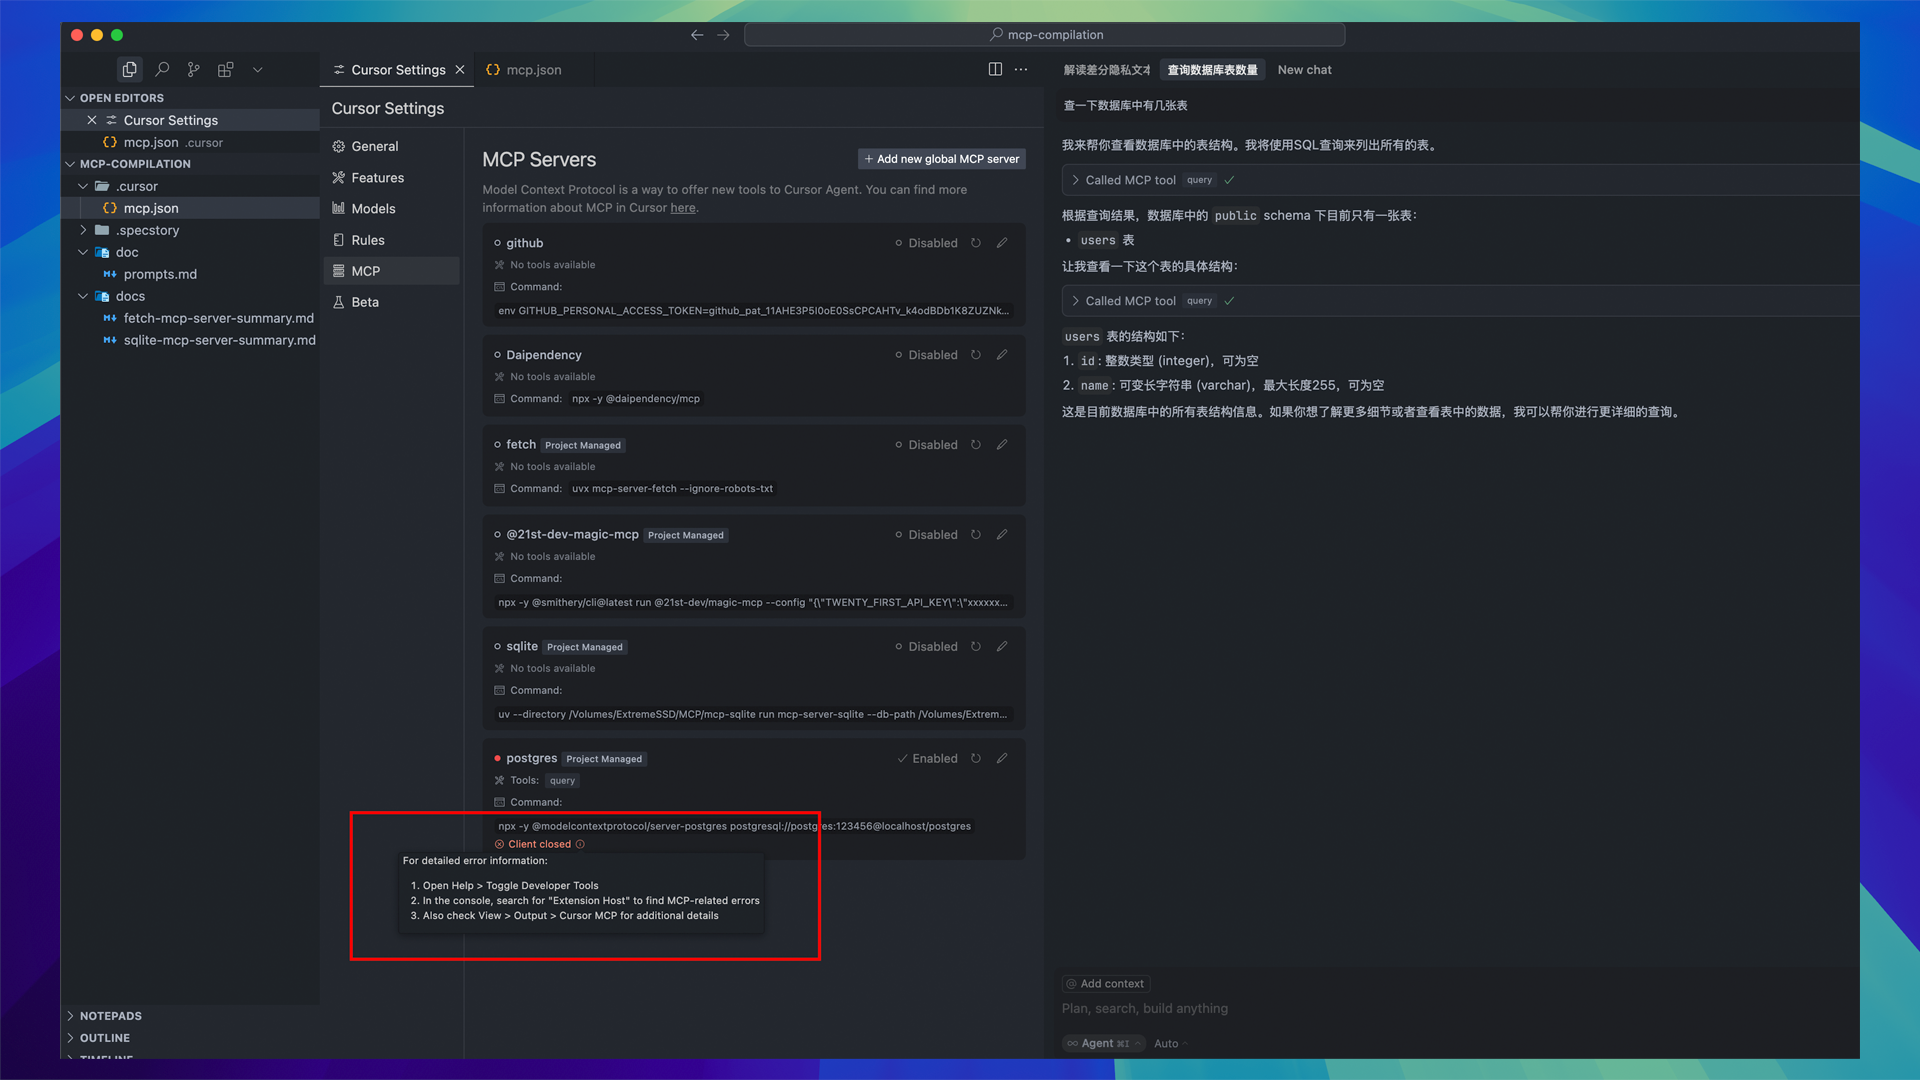 mcp-compilation
Cursor Settings
mcp.json
解读差分隐私文本
查询数据库表数量
New chat
OPEN EDITORS
Cursor Settings
mcp.json .cursor
MCP-COMPILATION
.cursor
mcp.json
.specstory
doc
prompts.md
docs
fetch-mcp-server-summary.md
sqlite-mcp-server-summary.md
NOTEPADS
OUTLINE
TIMELINE
Cursor Settings
General
Features
Models
Rules
MCP
Beta
MCP Servers
+ Add new global MCP server
Model Context Protocol is a way to offer new tools to Cursor Agent. You can find more
information about MCP in Cursor here.
github
Disabled
No tools available
Command:
env GITHUB_PERSONAL_ACCESS_TOKEN=github_pat_11AHE3P5I0oE0SsCPCAHTv_k4odBDb1K8ZUZNk...
Daipendency
Disabled
No tools available
Command: npx -y @daipendency/mcp
fetch Project Managed
Disabled
No tools available
Command: uvx mcp-server-fetch --ignore-robots-txt
@21st-dev-magic-mcp Project Managed
Disabled
No tools available
Command:
npx -y @smithery/cli@latest run @21st-dev/magic-mcp --config "{\"TWENTY_FIRST_API_KEY\":\"xxxxxx...
sqlite Project Managed
Disabled
No tools available
Command:
uv --directory /Volumes/ExtremeSSD/MCP/mcp-sqlite run mcp-server-sqlite --db-path /Volumes/Extrem...
postgres Project Managed
Enabled
Tools: query
Command:
npx -y @modelcontextprotocol/server-postgres postgresql://postgres:123456@localhost/postgres
Client closed
For detailed error information:
1. Open Help > Toggle Developer Tools
2. In the console, search for "Extension Host" to find MCP-related errors
3. Also check View > Output > Cursor MCP for additional details
查一下数据库中有几张表
我来帮你查看数据库中的表结构。我将使用SQL查询来列出所有的表。
Called MCP tool query
根据查询结果，数据库中的 public schema 下目前只有一张表：
• users 表
让我查看一下这个表的具体结构：
Called MCP tool query
users 表的结构如下：
1. id：整数类型 (integer)，可为空
2. name：可变长字符串 (varchar)，最大长度255，可为空
这是目前数据库中的所有表结构信息。如果你想了解更多细节或者查看表中的数据，我可以帮你进行更详细的查询。
@ Add context
Plan, search, build anything
Agent ⌘I
Auto